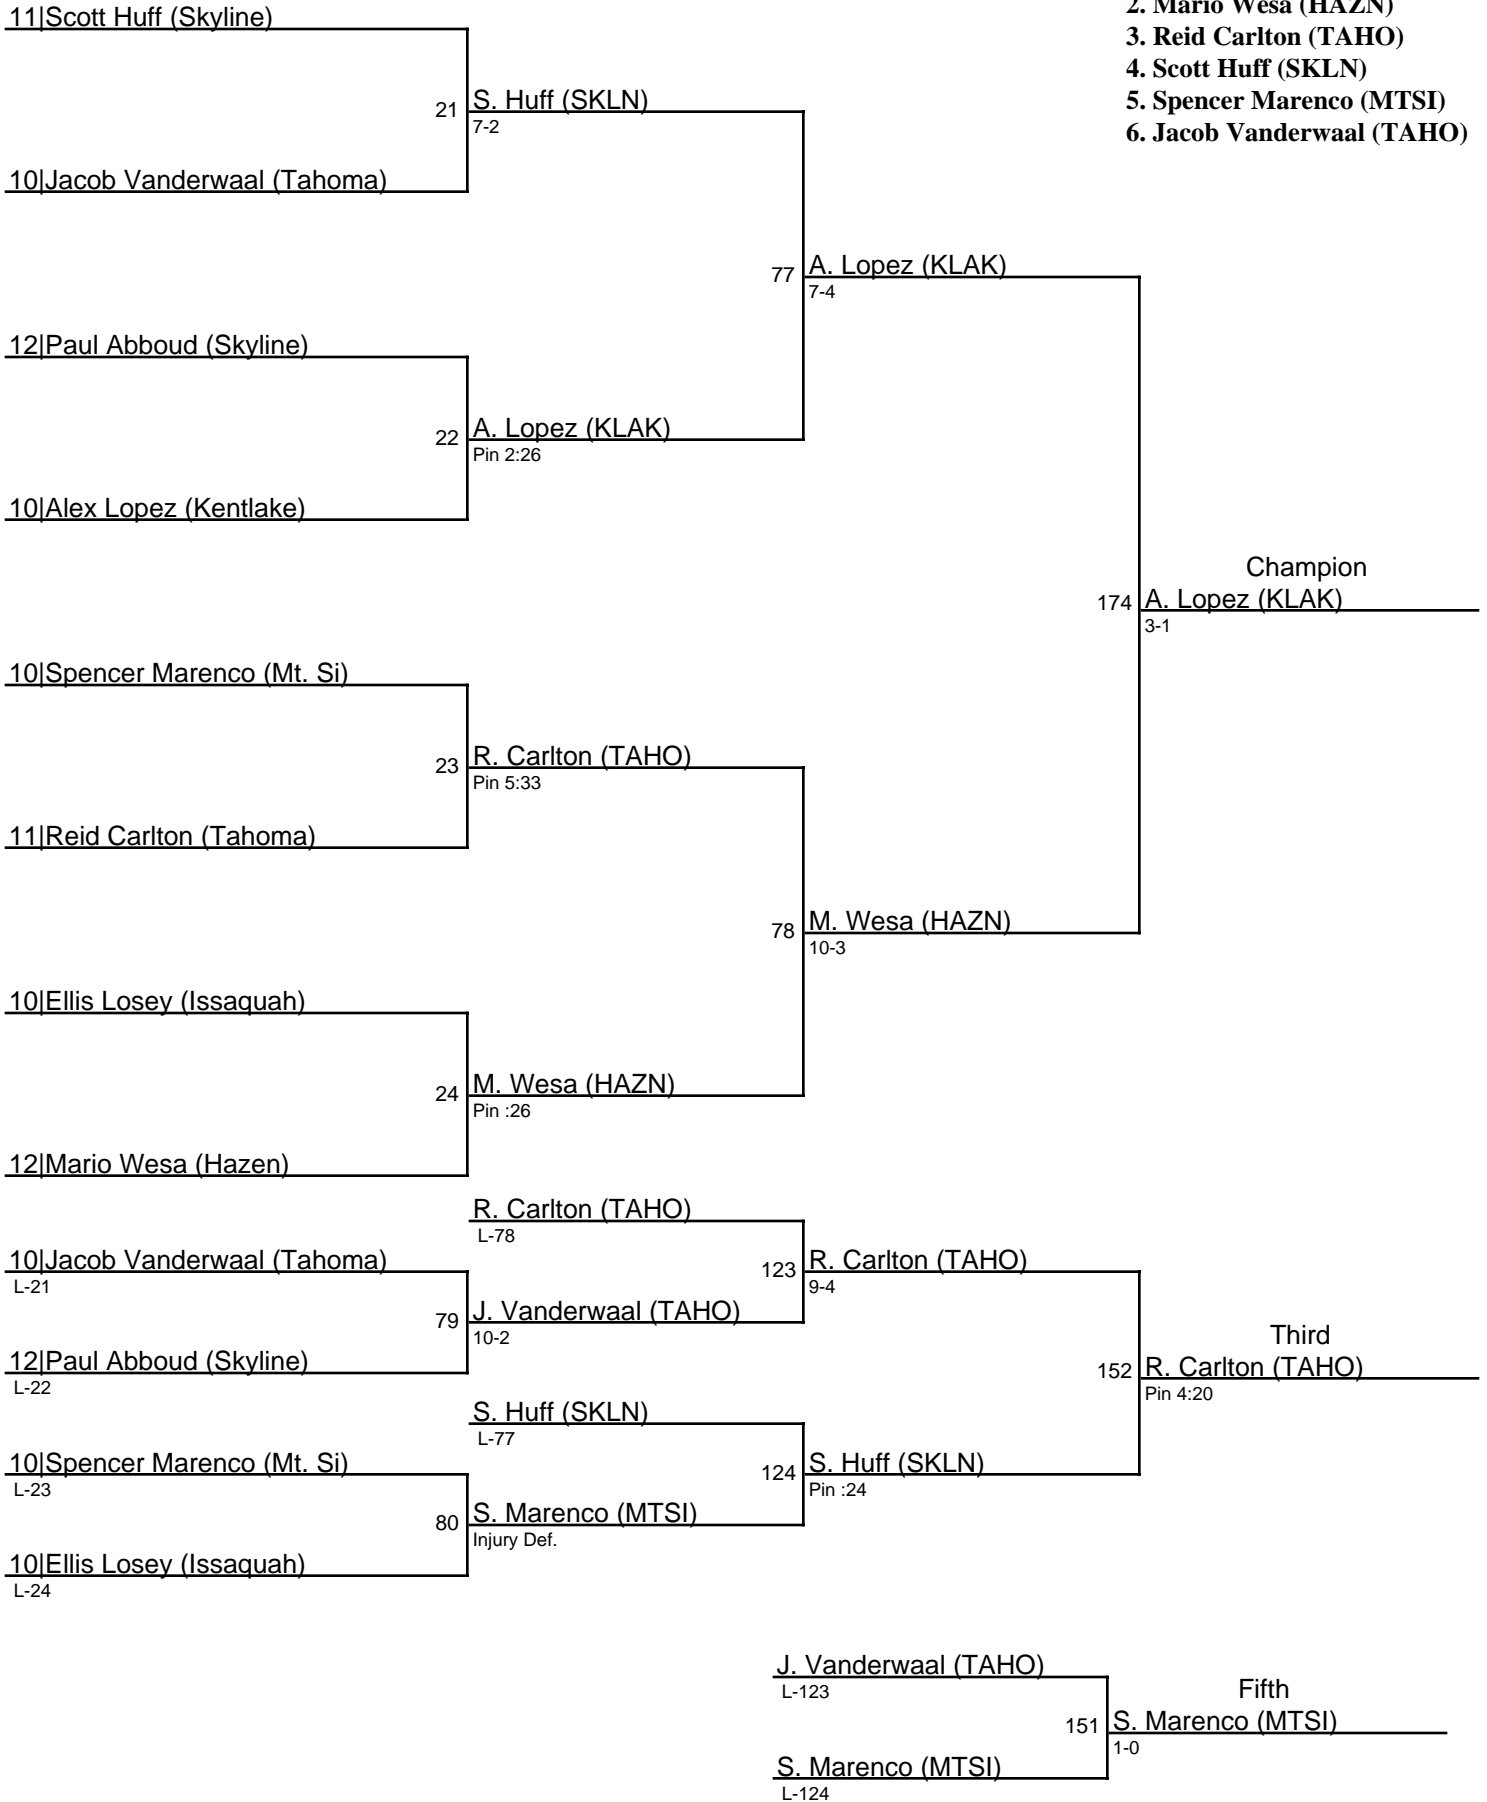 11|Scott Huff (Skyline)
2. Mario Wesa (HAZN)
3. Reid Carlton (TAHO)
4. Scott Huff (SKLN)
5. Spencer Marenco (MTSI)
6. Jacob Vanderwaal (TAHO)
21 S. Huff (SKLN)
7-2
10|Jacob Vanderwaal (Tahoma)
77 A. Lopez (KLAK)
7-4
12|Paul Abboud (Skyline)
22 A. Lopez (KLAK)
Pin 2:26
10|Alex Lopez (Kentlake)
Champion
174 A. Lopez (KLAK)
3-1
10|Spencer Marenco (Mt. Si)
23 R. Carlton (TAHO)
Pin 5:33
11|Reid Carlton (Tahoma)
78 M. Wesa (HAZN)
10-3
10|Ellis Losey (Issaquah)
24 M. Wesa (HAZN)
Pin :26
12|Mario Wesa (Hazen)
R. Carlton (TAHO)
L-78
10|Jacob Vanderwaal (Tahoma)
L-21
123 R. Carlton (TAHO)
9-4
79 J. Vanderwaal (TAHO)
10-2
12|Paul Abboud (Skyline)
L-22
Third
152 R. Carlton (TAHO)
Pin 4:20
S. Huff (SKLN)
L-77
10|Spencer Marenco (Mt. Si)
L-23
124 S. Huff (SKLN)
Pin :24
80 S. Marenco (MTSI)
Injury Def.
10|Ellis Losey (Issaquah)
L-24
J. Vanderwaal (TAHO)
L-123
Fifth
151 S. Marenco (MTSI)
1-0
S. Marenco (MTSI)
L-124